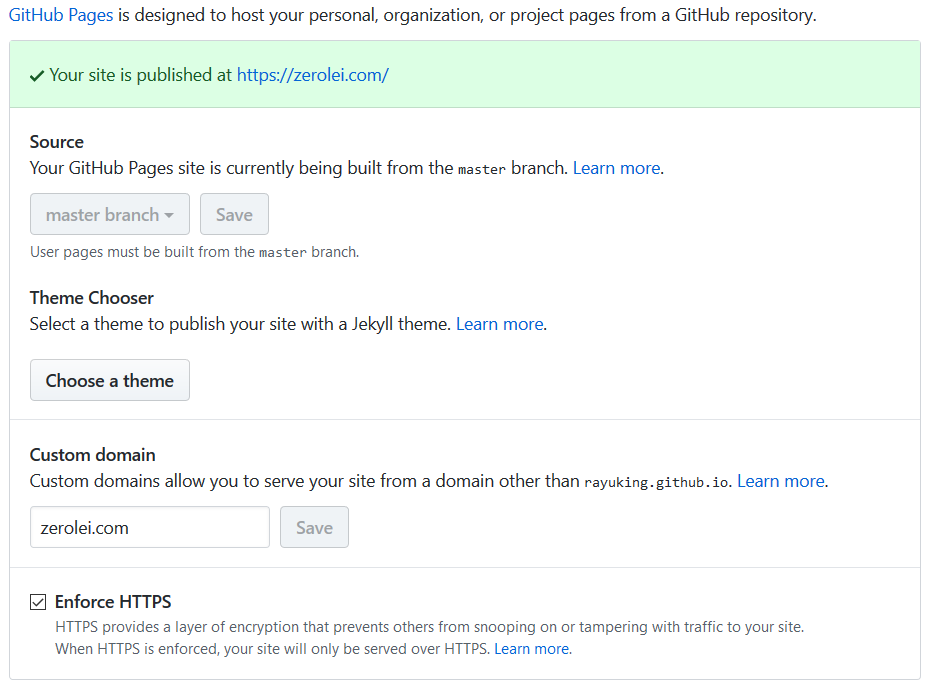 GitHub Pages is designed to host your personal, organization, or project pages from a GitHub repository.
Your site is published at https://zerolei.com/
Source
Your GitHub Pages site is currently being built from the master branch. Learn more.
master branch Save
User pages must be built from the master branch.
Theme Chooser
Select a theme to publish your site with a Jekyll theme. Learn more.
Choose a theme
Custom domain
Custom domains allow you to serve your site from a domain other than rayuking.github.io. Learn more.
zerolei.com Save
Enforce HTTPS
HTTPS provides a layer of encryption that prevents others from snooping on or tampering with traffic to your site.
When HTTPS is enforced, your site will only be served over HTTPS. Learn more.